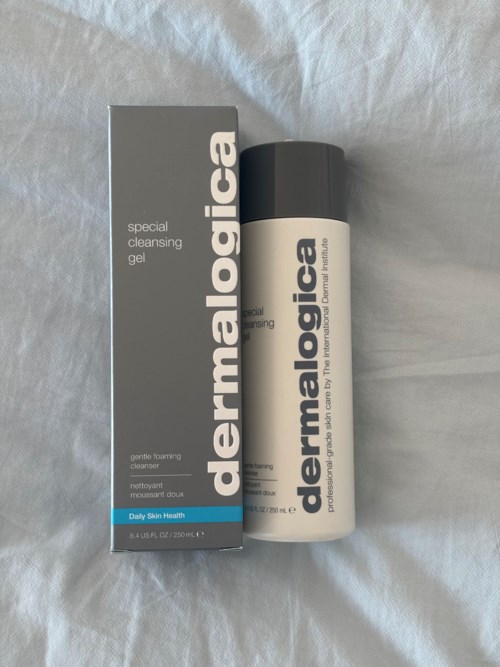 special
cleansing
gel
dermalogica
gentle foaming
cleanser
nettoyant
moussant doux
Daily Skin Health
8.4 US FL OZ / 250 mL ℮
special
cleansing
gel
dermalogica
professional-grade skin care by The International Dermal Institute
gentle foaming
nettoyant
moussant doux
FL OZ / 250 mL ℮